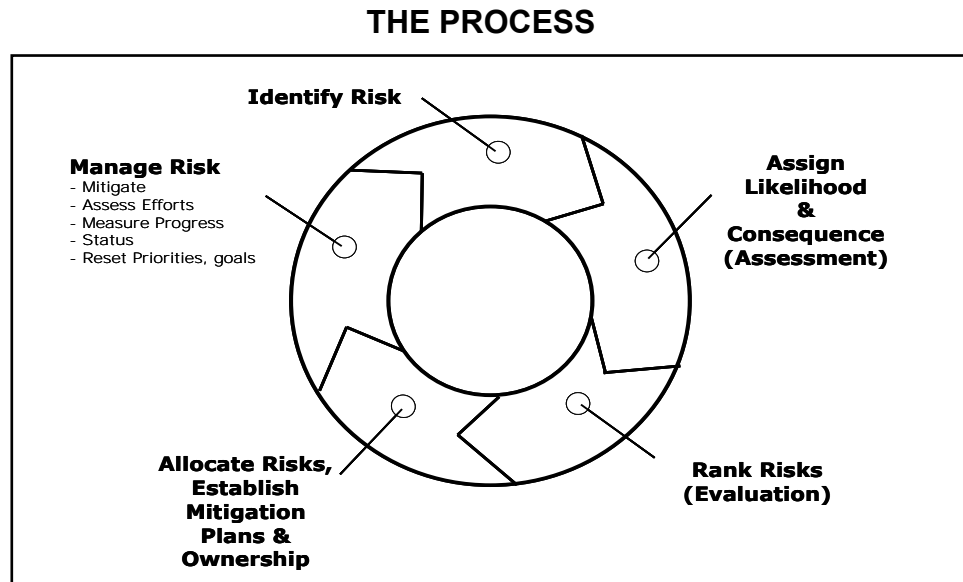 THE PROCESS
Identify Risk
Manage Risk
- Mitigate
- Assess Efforts
- Measure Progress
- Status
- Reset Priorities, goals
Assign
Likelihood
&
Consequence
(Assessment)
Rank Risks
(Evaluation)
Allocate Risks,
Establish
Mitigation
Plans &
Ownership